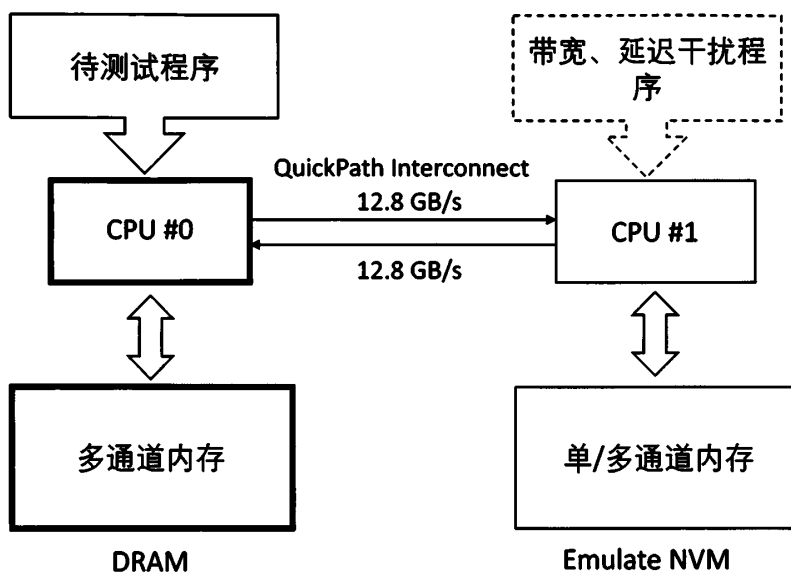 待测试程序
带宽、延迟干扰程
序
QuickPath Interconnect
12.8 GB/s
CPU #0
CPU #1
12.8 GB/s
多通道内存
单/多通道内存
DRAM
Emulate NVM